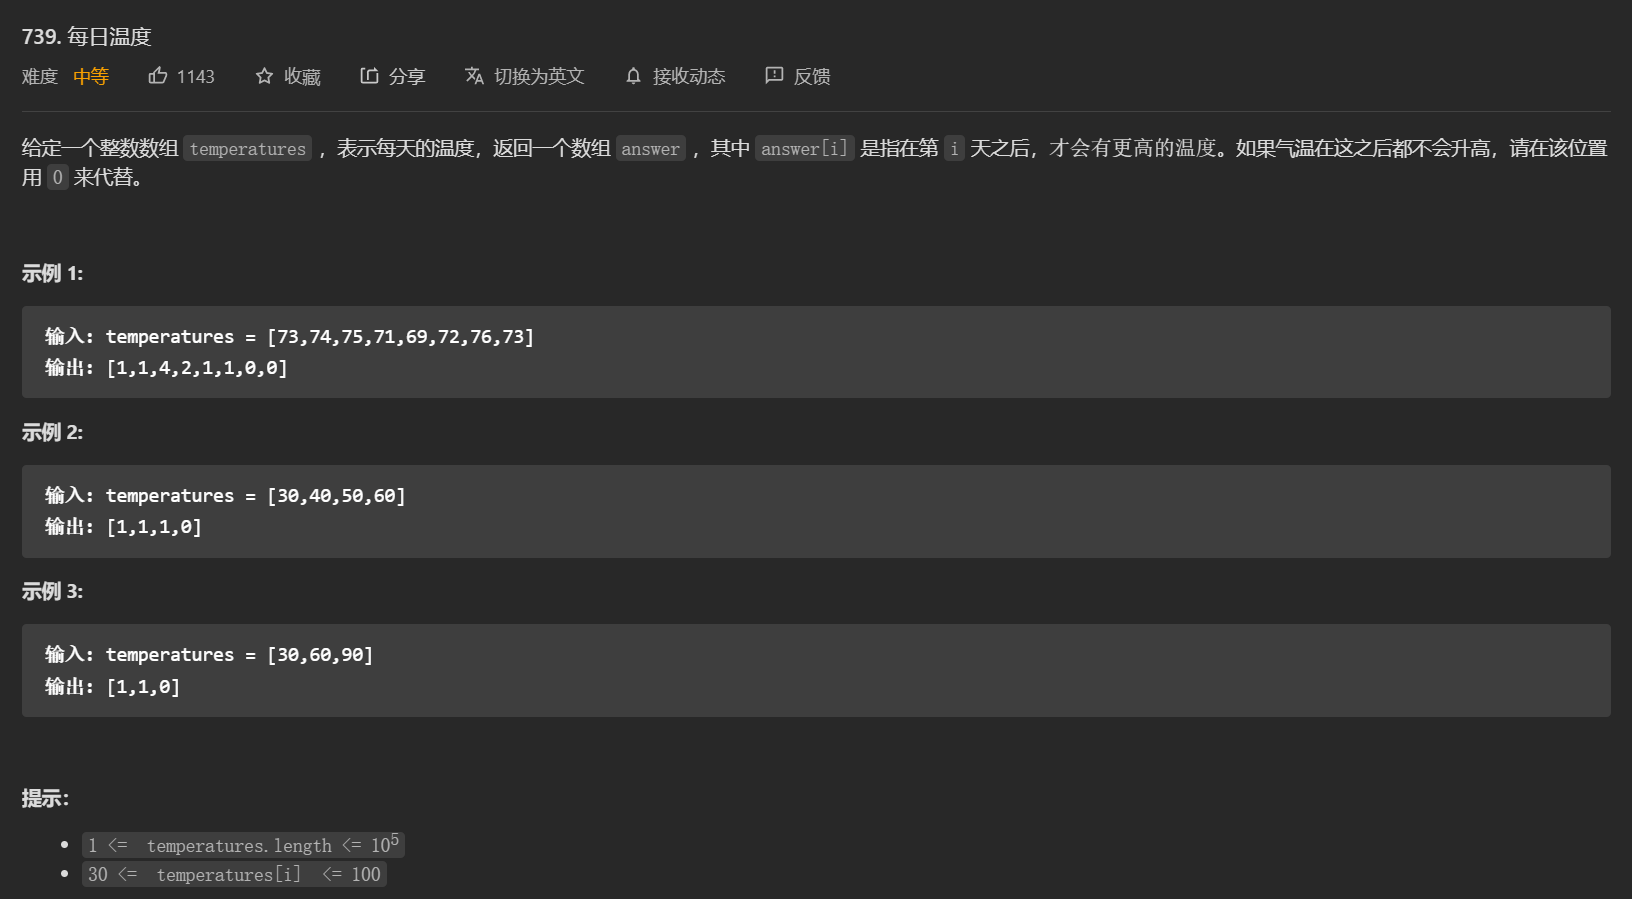 739. 每日温度
难度 中等 1143 收藏 分享 切换为英文 接收动态 反馈
给定一个整数数组 temperatures ，表示每天的温度，返回一个数组 answer ，其中 answer[i] 是指在第 i 天之后，才会有更高的温度。如果气温在这之后都不会升高，请在该位置
用 0 来代替。
示例 1:
输入: temperatures = [73,74,75,71,69,72,76,73]
输出: [1,1,4,2,1,1,0,0]
示例 2:
输入: temperatures = [30,40,50,60]
输出: [1,1,1,0]
示例 3:
输入: temperatures = [30,60,90]
输出: [1,1,0]
提示：
• 1 <= temperatures.length <= 10⁵
• 30 <= temperatures[i] <= 100